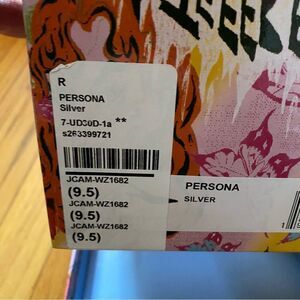 R
PERSONA
Silver
7-UD30D-1a **
s263399721
JCAM-WZ1682
(9.5)
JCAM-WZ1682
(9.5)
JCAM-WZ1682
(9.5)
PERSONA
SILVER